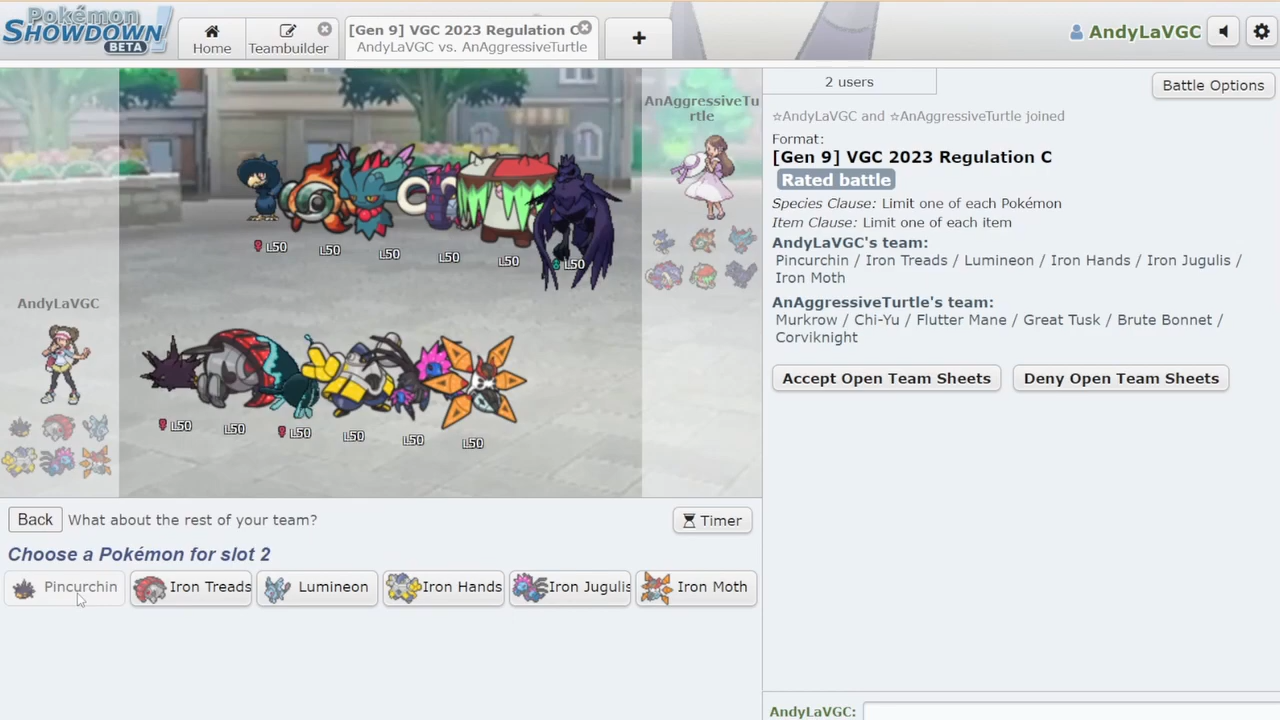 Pokémon
SHOWDOWN!
BETA
Home
Teambuilder
[Gen 9] VGC 2023 Regulation C
AndyLaVGC vs. AnAggressiveTurtle
+
AndyLaVGC
2 users
Battle Options
☆AndyLaVGC and ☆AnAggressiveTurtle joined
Format:
[Gen 9] VGC 2023 Regulation C
Rated battle
Species Clause: Limit one of each Pokémon
Item Clause: Limit one of each item
AndyLaVGC's team:
Pincurchin / Iron Treads / Lumineon / Iron Hands / Iron Jugulis /
Iron Moth
AnAggressiveTurtle's team:
Murkrow / Chi-Yu / Flutter Mane / Great Tusk / Brute Bonnet /
Corviknight
Accept Open Team Sheets
Deny Open Team Sheets
AnAggressiveTu
rtle
L50
L50
L50
L50
L50
L50
AndyLaVGC
L50
L50
L50
L50
L50
L50
Back
What about the rest of your team?
Timer
Choose a Pokémon for slot 2
Pincurchin
Iron Treads
Lumineon
Iron Hands
Iron Jugulis
Iron Moth
AndyLaVGC: